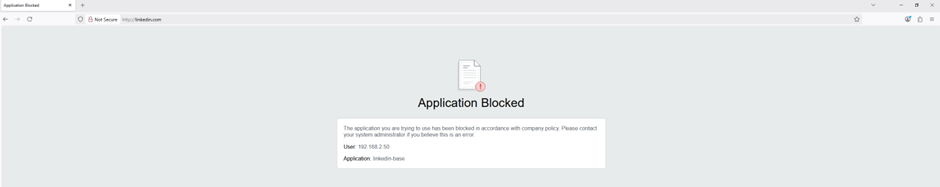 Application Blocked
Not Secure http://linkedin.com
Application Blocked
The application you are trying to use has been blocked in accordance with company policy. Please contact
your system administrator if you believe this is an error.
User: 192.168.2.50
Application: linkedin-base